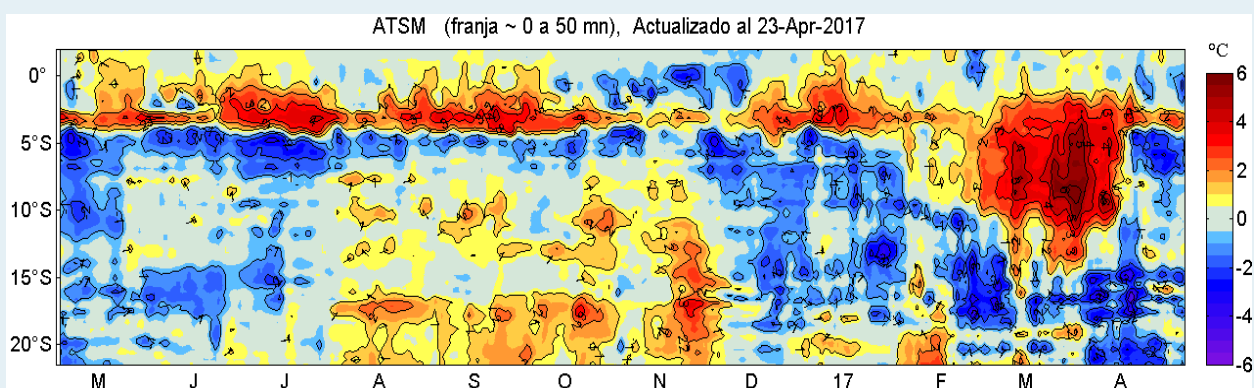 ATSM (franja ~ 0 a 50 mn), Actualizado al 23-Apr-2017
°C
0°
5°S
10°S
15°S
20°S
6
4
2
0
-2
-4
-6
M J J A S O N D 17 F M A